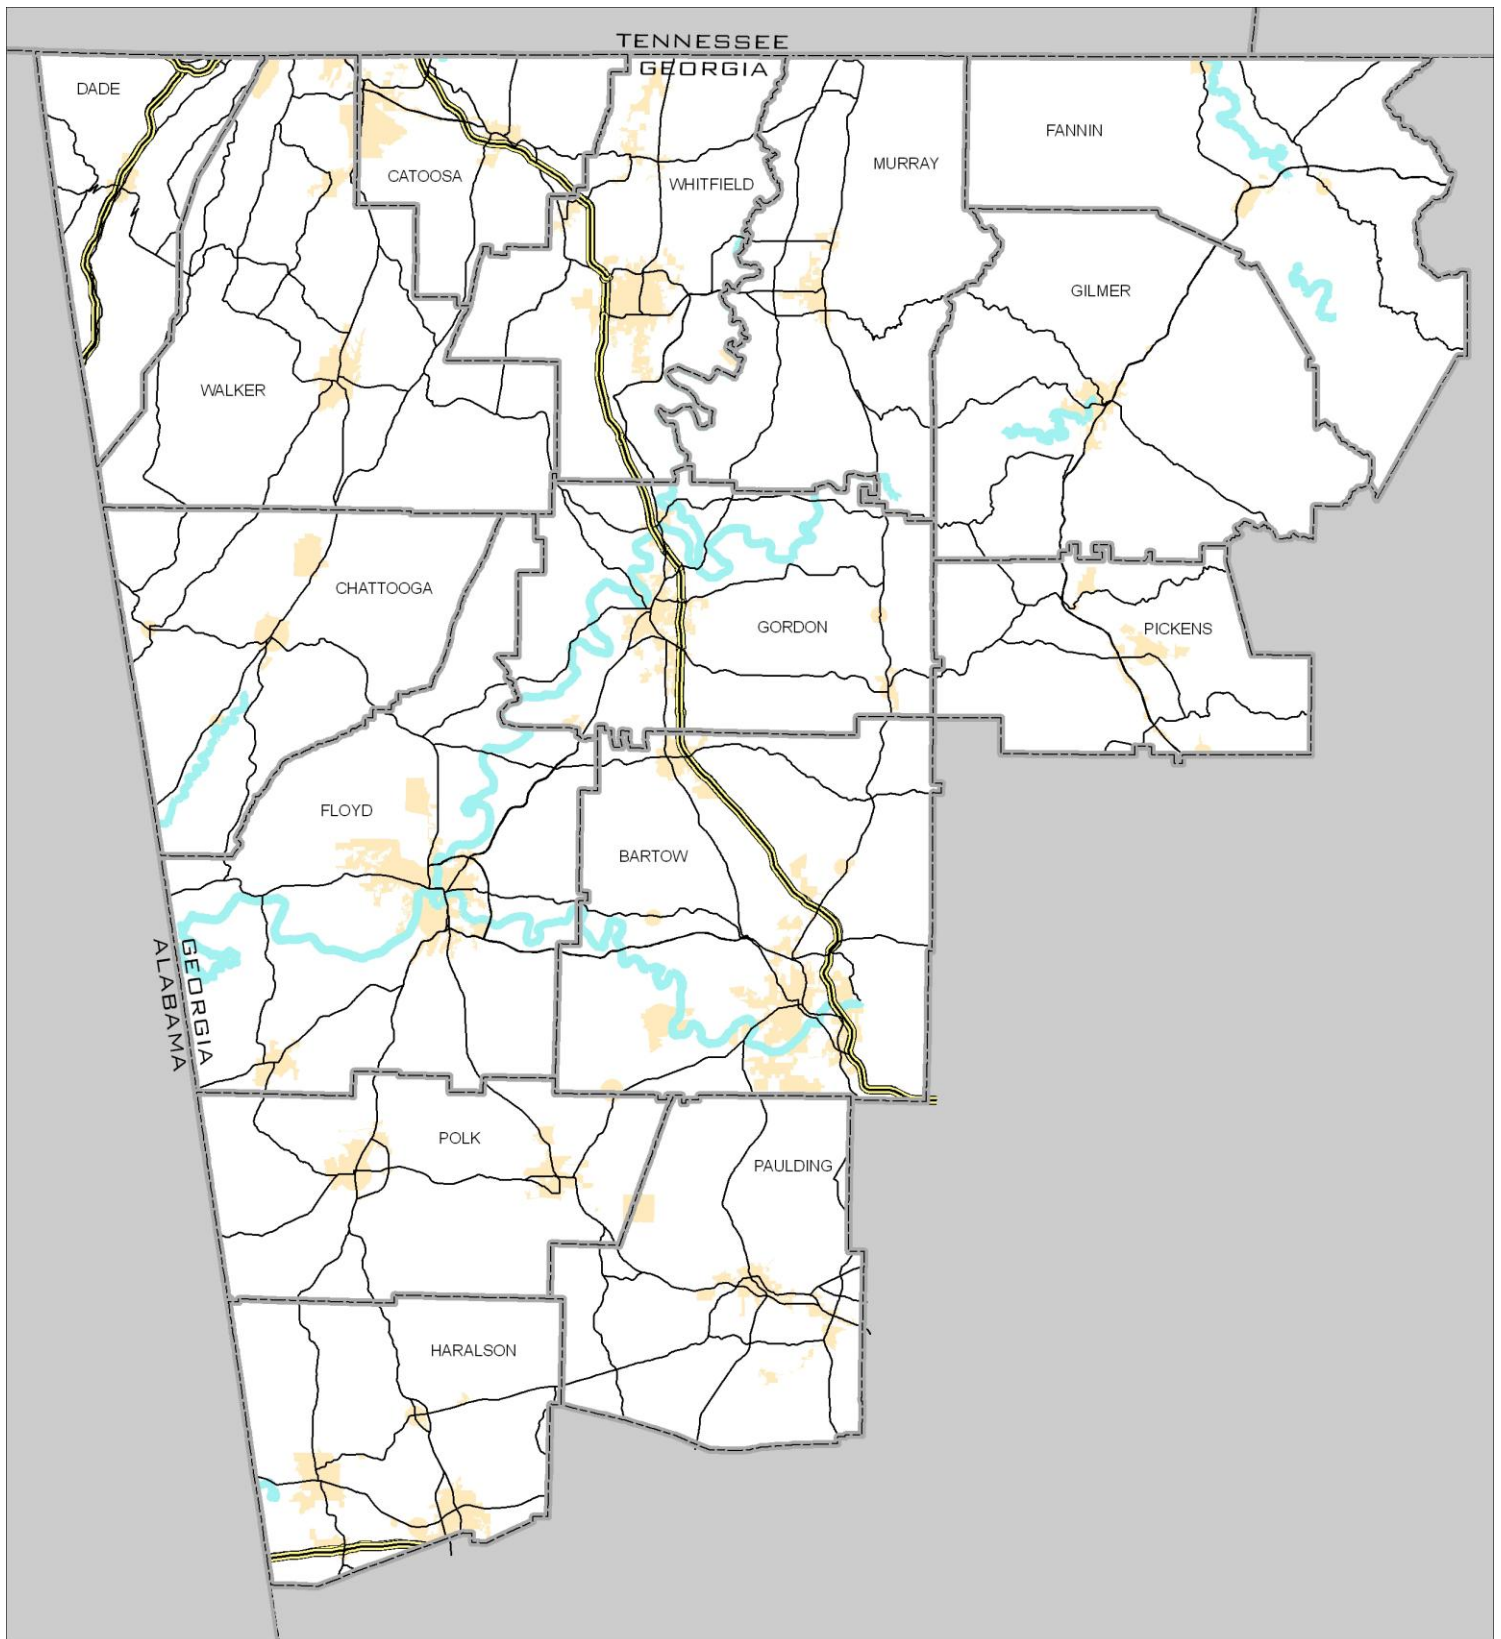 TENNESSEE
GEORGIA
DADE
FANNIN
MURRAY
CATOOSA
WHITFIELD
GILMER
WALKER
CHATTOOGA
GORDON
PICKENS
FLOYD
BARTOW
GEORGIA
ALABAMA
POLK
PAULDING
HARALSON